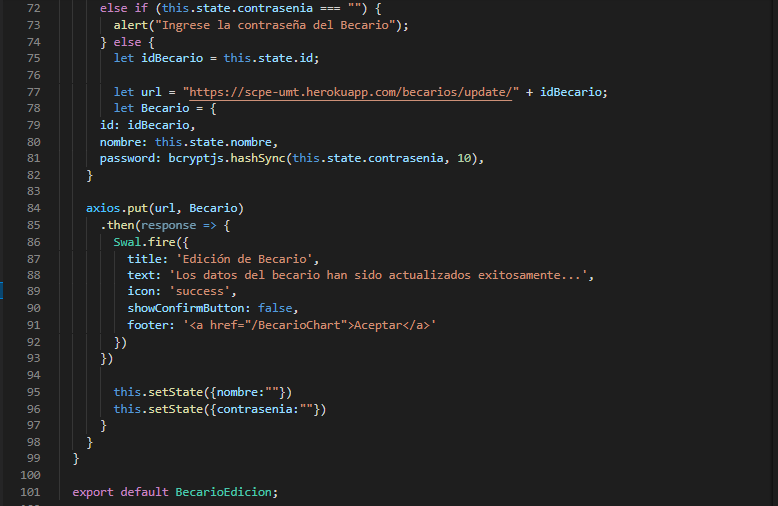 72 else if (this.state.contrasenia === "") {
73 alert("Ingrese la contraseña del Becario");
74 } else {
75 let idBecario = this.state.id;
76
77 let url = "https://scpe-umt.herokuapp.com/becarios/update/" + idBecario;
78 let Becario = {
79 id: idBecario,
80 nombre: this.state.nombre,
81 password: bcryptjs.hashSync(this.state.contrasenia, 10),
82 }
83
84 axios.put(url, Becario)
85 .then(response => {
86 Swal.fire({
87 title: 'Edición de Becario',
88 text: 'Los datos del becario han sido actualizados exitosamente...',
89 icon: 'success',
90 showConfirmButton: false,
91 footer: '<a href="/BecarioChart">Aceptar</a>'
92 })
93 })
94
95 this.setState({nombre:""})
96 this.setState({contrasenia:""})
97 }
98 }
99 }
100
101 export default BecarioEdicion;